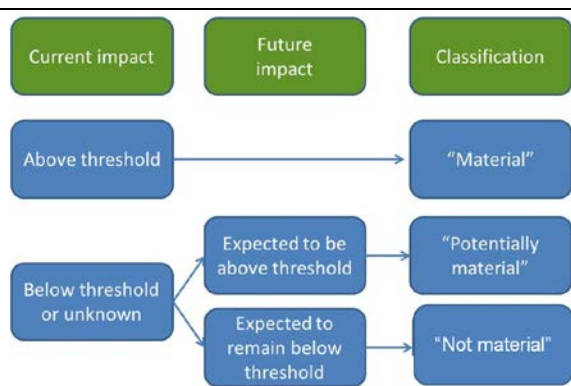 Current impact
Future
impact
Classification
Above threshold
“Material”
Below threshold
or unknown
Expected to be
above threshold
“Potentially
material”
Expected to
remain below
threshold
“Not material”